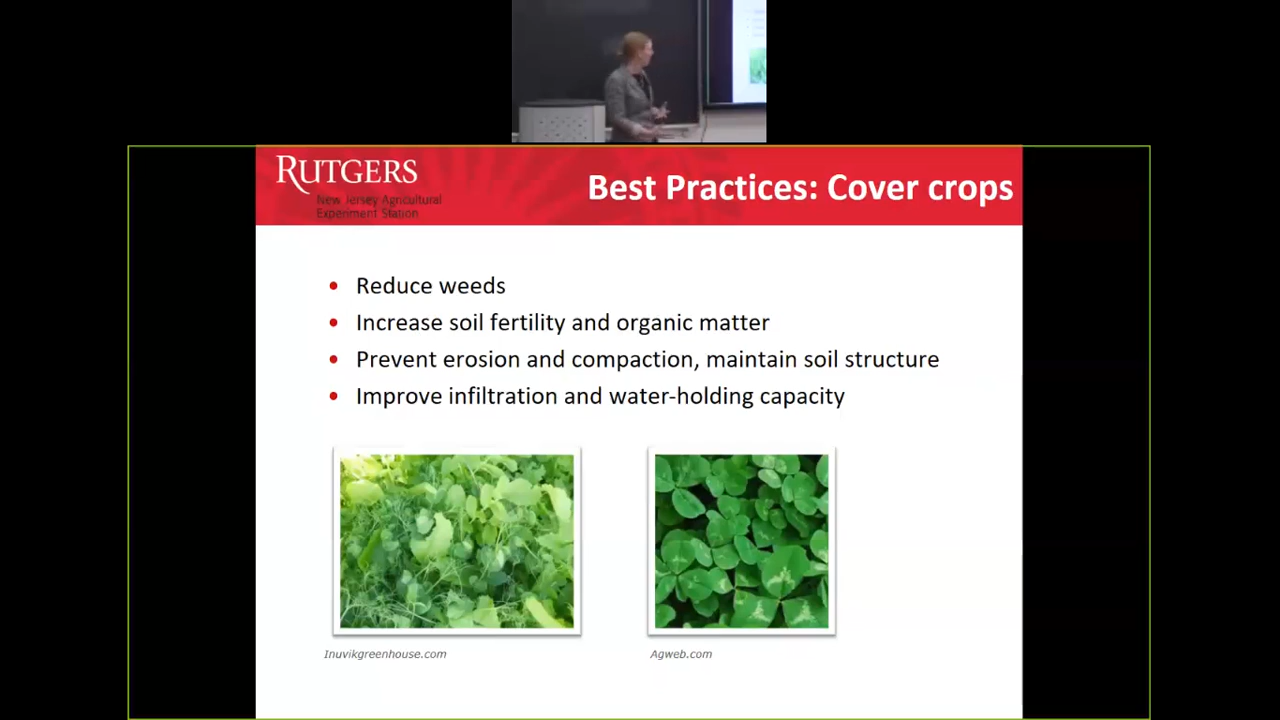 RUTGERS
New Jersey Agricultural
Experiment Station
Best Practices: Cover crops
• Reduce weeds
• Increase soil fertility and organic matter
• Prevent erosion and compaction, maintain soil structure
• Improve infiltration and water-holding capacity
Inuvikgreenhouse.com
Agweb.com